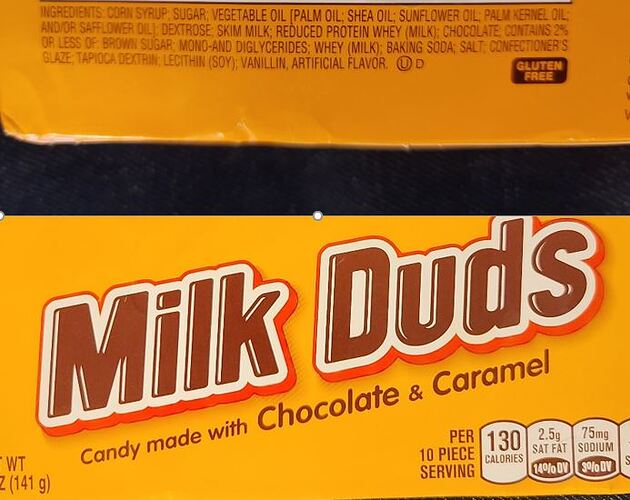 INGREDIENTS: CORN SYRUP; SUGAR; VEGETABLE OIL [PALM OIL; SHEA OIL; SUNFLOWER OIL; PALM KERNEL OIL;
AND/OR SAFFLOWER OIL]; DEXTROSE; SKIM MILK; REDUCED PROTEIN WHEY (MILK); CHOCOLATE; CONTAINS 2%
OR LESS OF: BROWN SUGAR; MONO-AND DIGLYCERIDES; WHEY (MILK); BAKING SODA; SALT; CONFECTIONER'S
GLAZE; TAPIOCA DEXTRIN; LECITHIN (SOY); VANILLIN, ARTIFICIAL FLAVOR. U D
GLUTEN
FREE
Milk Duds
Candy made with Chocolate & Caramel
WT
Z (141 g)
PER
10 PIECE
SERVING
130
CALORIES
2.5g
SAT FAT
14% DV
75mg
SODIUM
3% DV